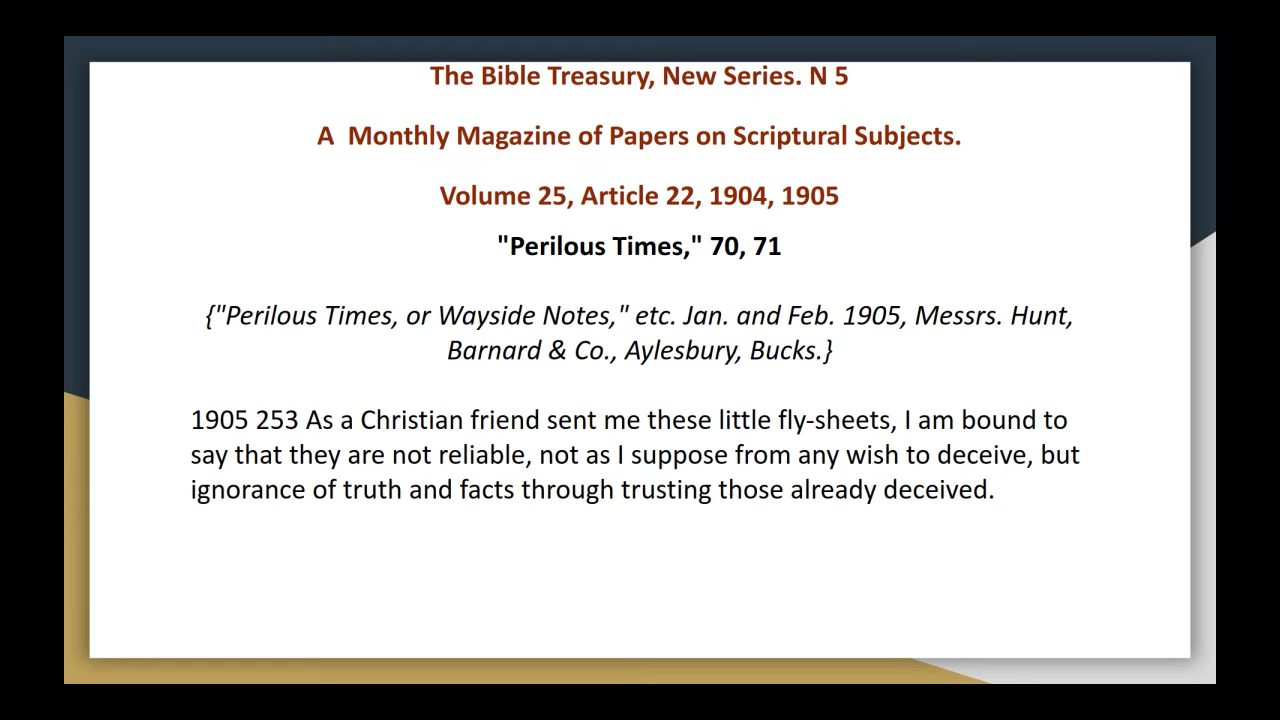 The Bible Treasury, New Series. N 5
A  Monthly Magazine of Papers on Scriptural Subjects.
Volume 25, Article 22, 1904, 1905
"Perilous Times," 70, 71
{"Perilous Times, or Wayside Notes," etc. Jan. and Feb. 1905, Messrs. Hunt,
Barnard & Co., Aylesbury, Bucks.}
1905 253 As a Christian friend sent me these little fly-sheets, I am bound to
say that they are not reliable, not as I suppose from any wish to deceive, but
ignorance of truth and facts through trusting those already deceived.